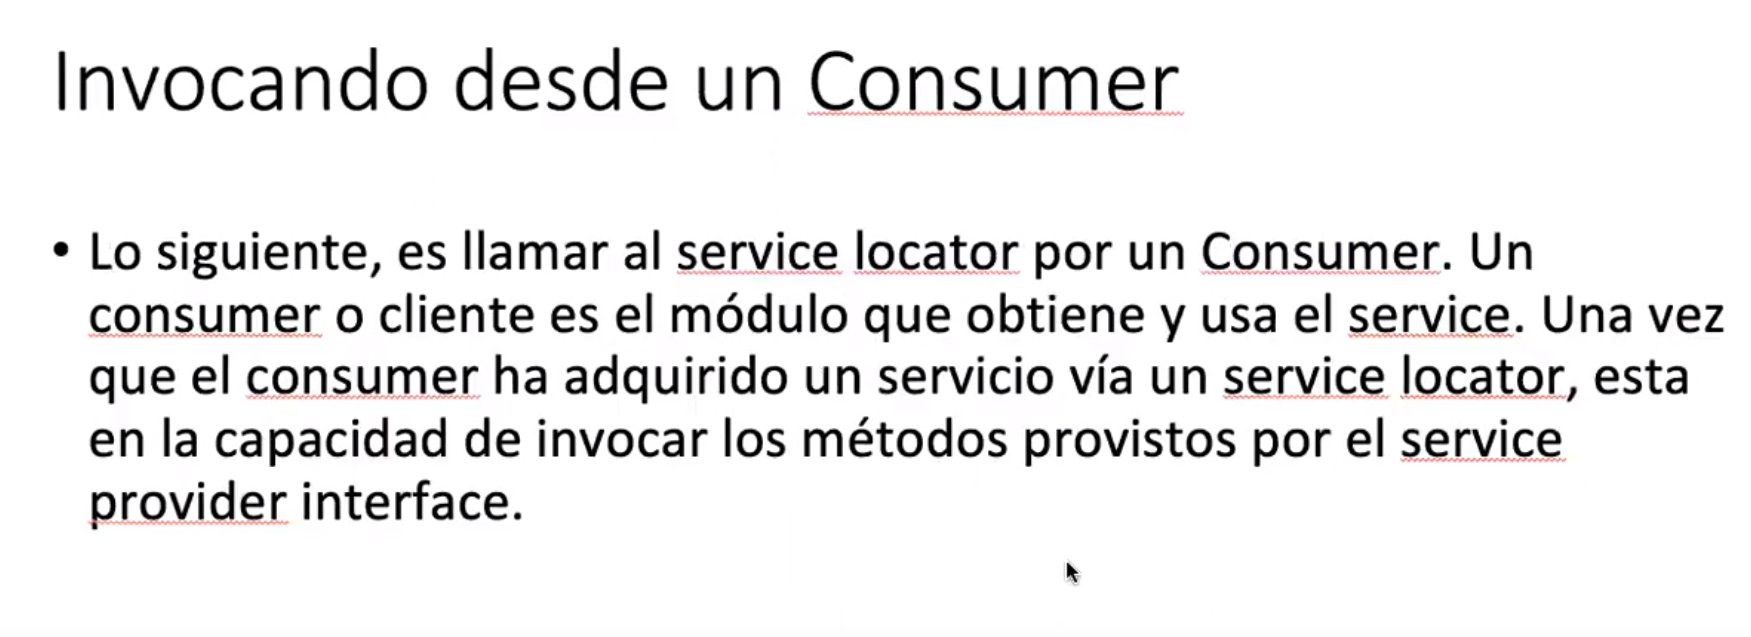 Invocando desde un Consumer
• Lo siguiente, es llamar al service locator por un Consumer. Un
consumer o cliente es el módulo que obtiene y usa el service. Una vez
que el consumer ha adquirido un servicio vía un service locator, esta
en la capacidad de invocar los métodos provistos por el service
provider interface.